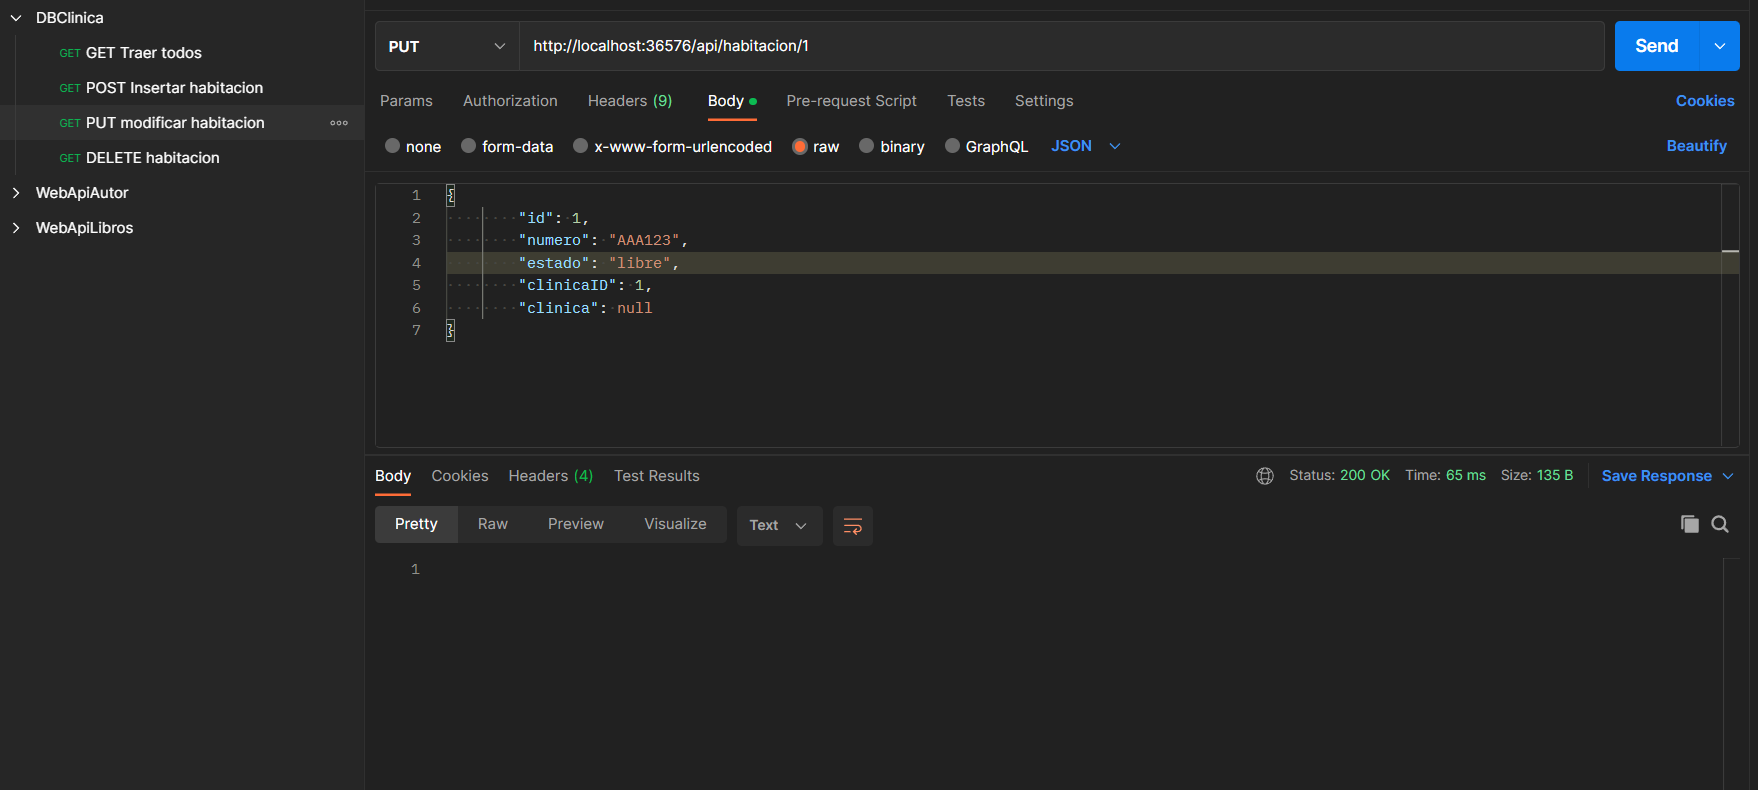 DBClinica
GET GET Traer todos
GET POST Insertar habitacion
GET PUT modificar habitacion
GET DELETE habitacion
WebApiAutor
WebApiLibros
PUT http://localhost:36576/api/habitacion/1 Send
Params Authorization Headers (9) Body Pre-request Script Tests Settings Cookies
none form-data x-www-form-urlencoded raw binary GraphQL JSON Beautify
1 {
2 "id": 1,
3 "numero": "AAA123",
4 "estado": "libre",
5 "clinicaID": 1,
6 "clinica": null
7 }
Body Cookies Headers (4) Test Results Status: 200 OK Time: 65 ms Size: 135 B Save Response
Pretty Raw Preview Visualize Text
1